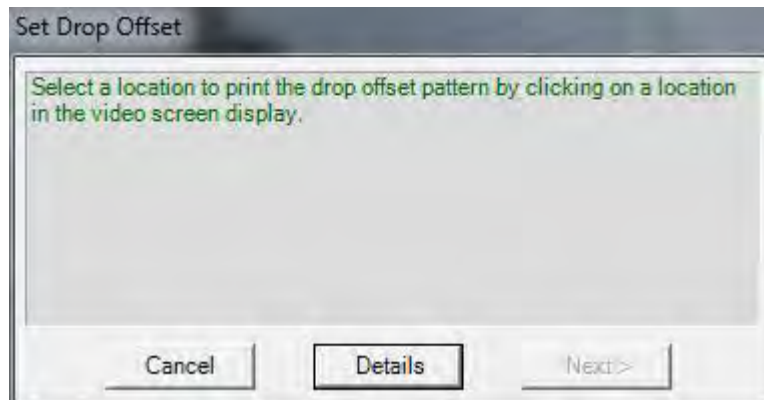 Set Drop Offset
Select a location to print the drop offset pattern by clicking on a location
in the video screen display.
Cancel
Details
Next >